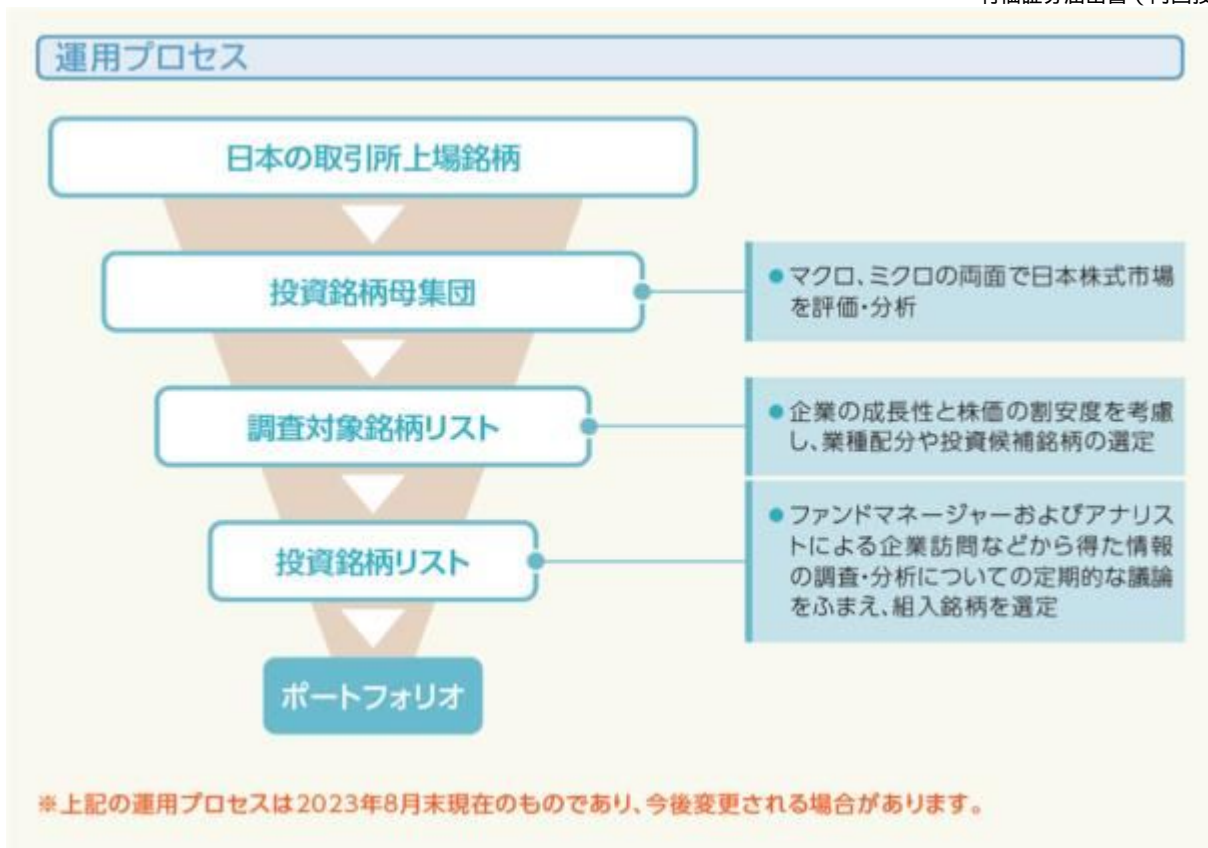 運用プロセス
日本の取引所上場銘柄
投資銘柄母集団
●マクロ、ミクロの両面で日本株式市場
を評価・分析
調査対象銘柄リスト
●企業の成長性と株価の割安度を考慮
し、業種配分や投資候補銘柄の選定
投資銘柄リスト
●ファンドマネージャーおよびアナリス
トによる企業訪問などから得た情報
の調査・分析についての定期的な議論
をふまえ、組入銘柄を選定
ポートフォリオ
※上記の運用プロセスは2023年8月末現在のものであり、今後変更される場合があります。